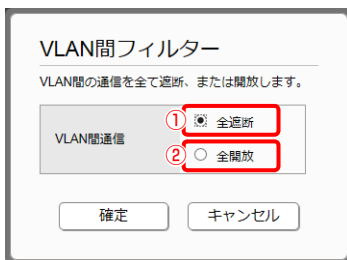 VLAN間フィルター
VLAN間の通信を全て遮断、または開放します。
① 全遮断
VLAN間通信
② 全開放
確定 キャンセル